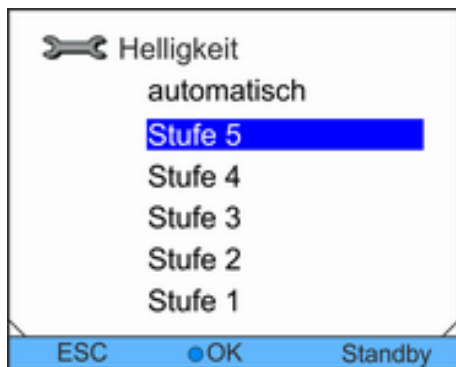 Helligkeit
automatisch
Stufe 5
Stufe 4
Stufe 3
Stufe 2
Stufe 1
ESC OK Standby